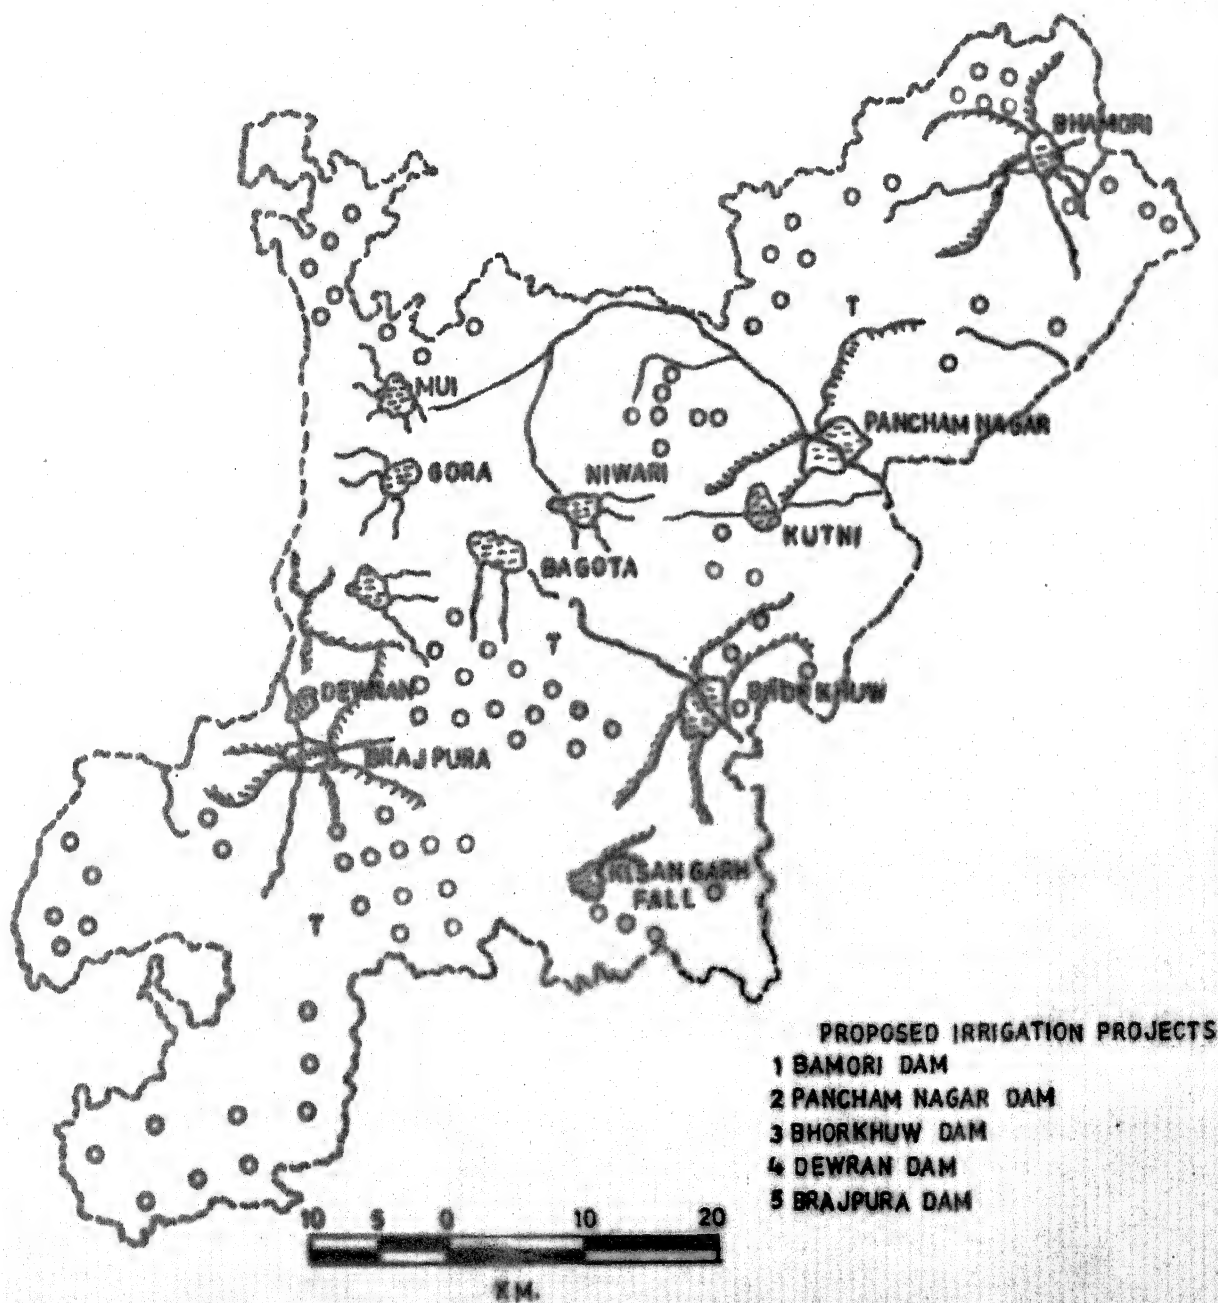 BHAMORI
T
MUI
PANCHAM NAGAR
GORA
NIWARI
KUTNI
BAGOTA
T
DEWRAN
BHORKHUW
BRAJPURA
KISANGARH
FALL
T
PROPOSED IRRIGATION PROJECTS
1 BAMORI DAM
2 PANCHAM NAGAR DAM
3 BHORKHUW DAM
4 DEWRAN DAM
5 BRAJPURA DAM
10 5 0 10 20
KM.